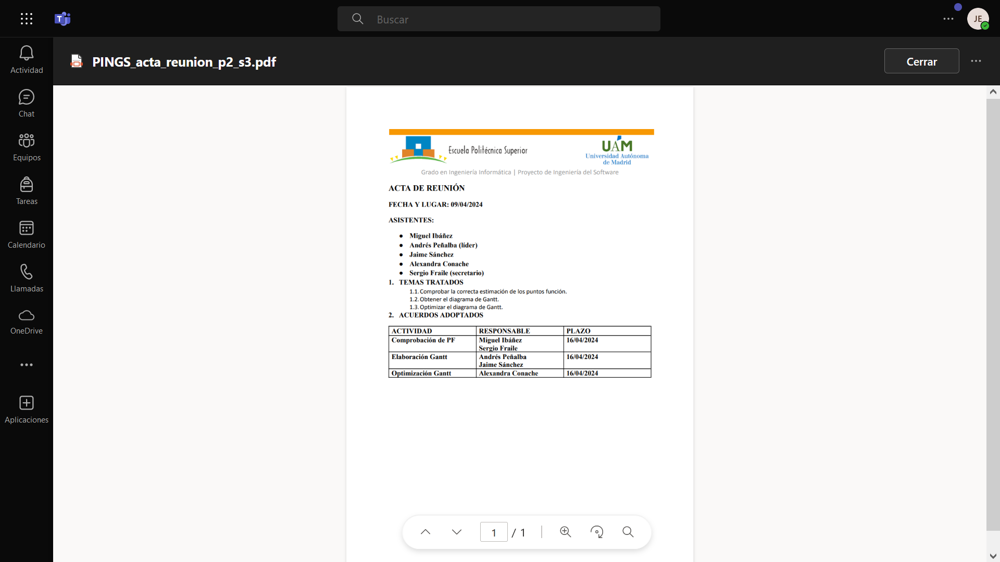 Buscar
JE
PINGS_acta_reunion_p2_s3.pdf
Cerrar
Actividad
Chat
Equipos
Tareas
Calendario
Llamadas
OneDrive
Aplicaciones
Escuela Politécnica Superior
UAM
Universidad Autónoma
de Madrid
Grado en Ingeniería Informática | Proyecto de Ingeniería del Software
ACTA DE REUNIÓN
FECHA Y LUGAR: 09/04/2024
ASISTENTES:
● Miguel Ibáñez
● Andrés Peñalba (líder)
● Jaime Sánchez
● Alexandra Conache
● Sergio Fraile (secretario)
1. TEMAS TRATADOS
1.1. Comprobar la correcta estimación de los puntos función.
1.2. Obtener el diagrama de Gantt.
1.3. Optimizar el diagrama de Gantt.
2. ACUERDOS ADOPTADOS
ACTIVIDAD RESPONSABLE PLAZO
Comprobación de PF Miguel Ibáñez 16/04/2024
Sergio Fraile
Elaboración Gantt Andrés Peñalba 16/04/2024
Jaime Sánchez
Optimización Gantt Alexandra Conache 16/04/2024
1 / 1